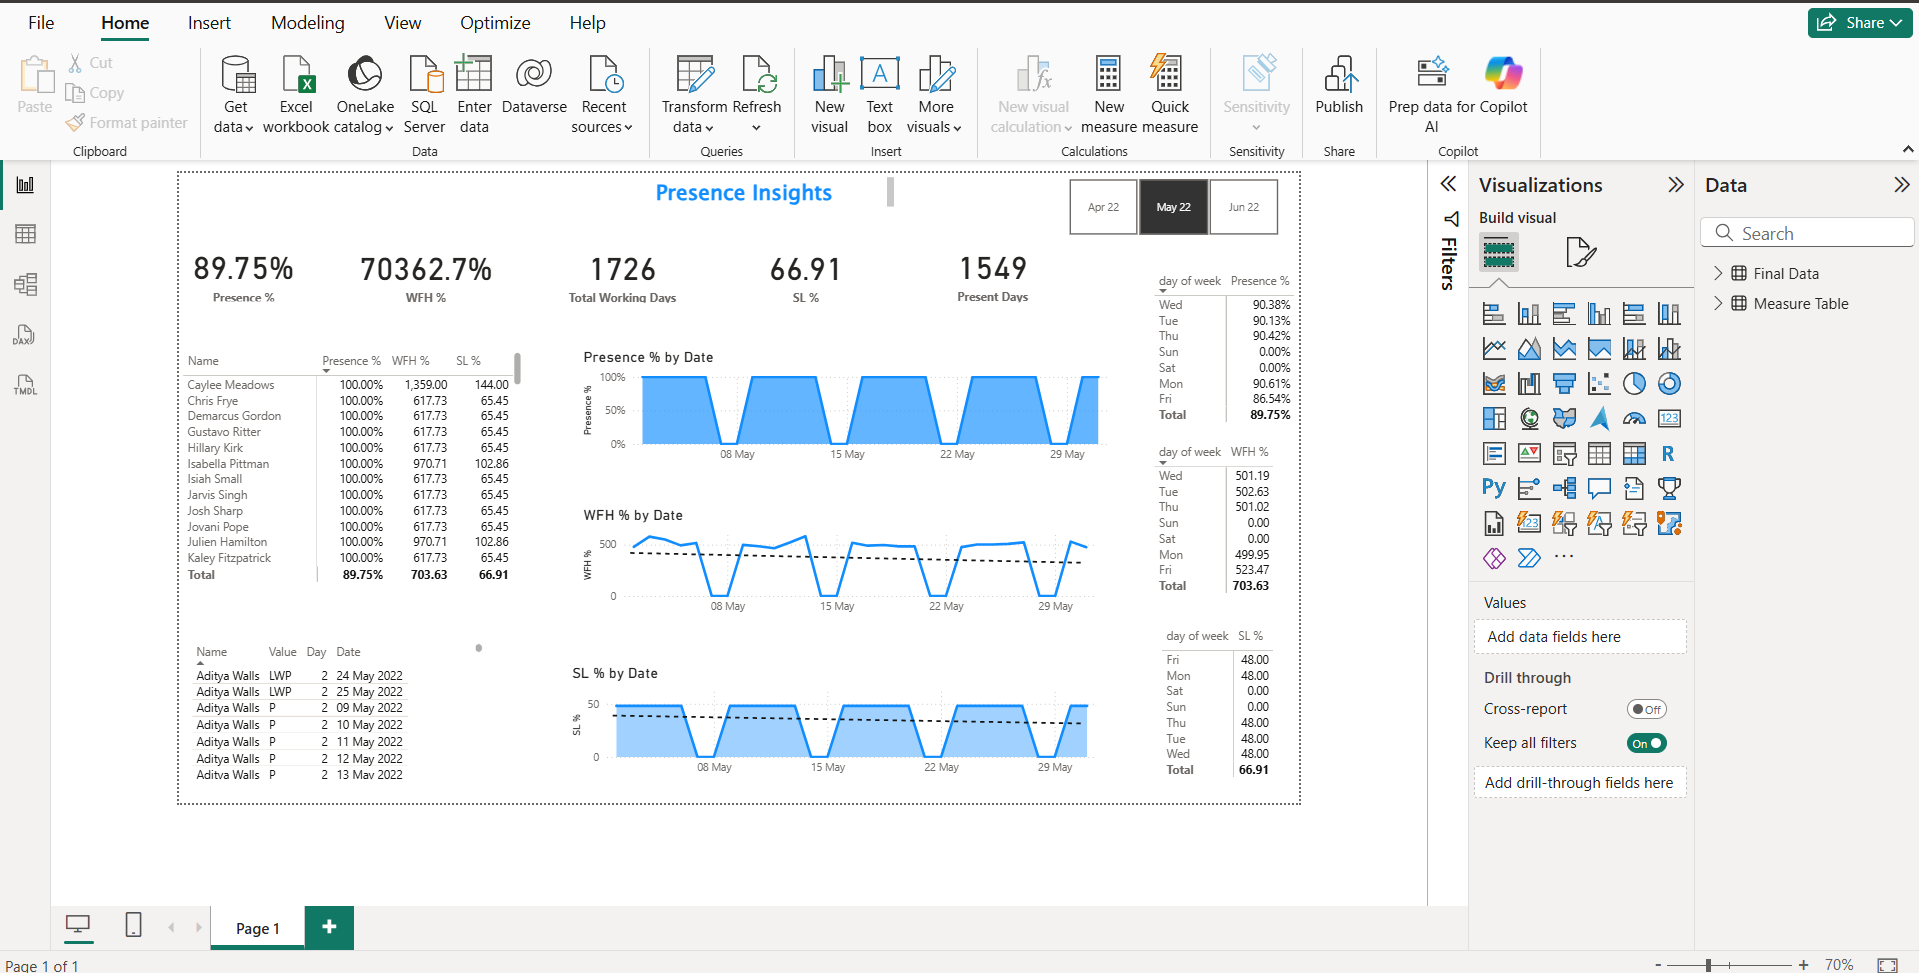 File Home Insert Modeling View Optimize Help Share
Paste Cut Copy Format painter
Get data Excel workbook OneLake catalog SQL Server Enter data Dataverse Recent sources
Transform data Refresh
New visual Text box More visuals
New visual calculation New measure Quick measure
Sensitivity Publish Prep data for AI Copilot
Clipboard Data Queries Insert Calculations Sensitivity Share Copilot
Presence Insights
Apr 22 May 22 Jun 22
89.75% 70362.7% 1726 66.91 1549
Presence % WFH % Total Working Days SL % Present Days
Name Presence % WFH % SL %
Caylee Meadows 100.00% 1,359.00 144.00
Chris Frye 100.00% 617.73 65.45
Demarcus Gordon 100.00% 617.73 65.45
Gustavo Ritter 100.00% 617.73 65.45
Hillary Kirk 100.00% 617.73 65.45
Isabella Pittman 100.00% 970.71 102.86
Isiah Small 100.00% 617.73 65.45
Jarvis Singh 100.00% 617.73 65.45
Josh Sharp 100.00% 617.73 65.45
Jovani Pope 100.00% 617.73 65.45
Julien Hamilton 100.00% 970.71 102.86
Kaley Fitzpatrick 100.00% 617.73 65.45
Total 89.75% 703.63 66.91
Name Value Day Date
Aditya Walls LWP 2 24 May 2022
Aditya Walls LWP 2 25 May 2022
Aditya Walls P 2 09 May 2022
Aditya Walls P 2 10 May 2022
Aditya Walls P 2 11 May 2022
Aditya Walls P 2 12 May 2022
Aditya Walls P 2 13 May 2022
Presence % by Date
Presence %
100%
50%
0%
08 May 15 May 22 May 29 May
WFH % by Date
WFH %
500
0
08 May 15 May 22 May 29 May
SL % by Date
SL %
50
0
08 May 15 May 22 May 29 May
day of week Presence %
Wed 90.38%
Tue 90.13%
Thu 90.42%
Sun 0.00%
Sat 0.00%
Mon 90.61%
Fri 86.54%
Total 89.75%
day of week WFH %
Wed 501.19
Tue 502.63
Thu 501.02
Sun 0.00
Sat 0.00
Mon 499.95
Fri 523.47
Total 703.63
day of week SL %
Fri 48.00
Mon 48.00
Sat 0.00
Sun 0.00
Thu 48.00
Tue 48.00
Wed 48.00
Total 66.91
Filters
Visualizations
Build visual
123
R
Py
123
Values
Add data fields here
Drill through
Cross-report Off
Keep all filters On
Add drill-through fields here
Data
Search
Final Data
Measure Table
DAX
TMDL
Page 1
Page 1 of 1
- + 70%